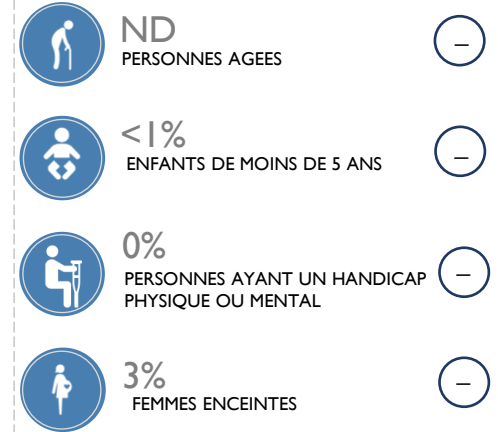 ND
PERSONNES AGEES
–
<1%
ENFANTS DE MOINS DE 5 ANS
–
0%
PERSONNES AYANT UN HANDICAP
PHYSIQUE OU MENTAL
–
3%
FEMMES ENCEINTES
–